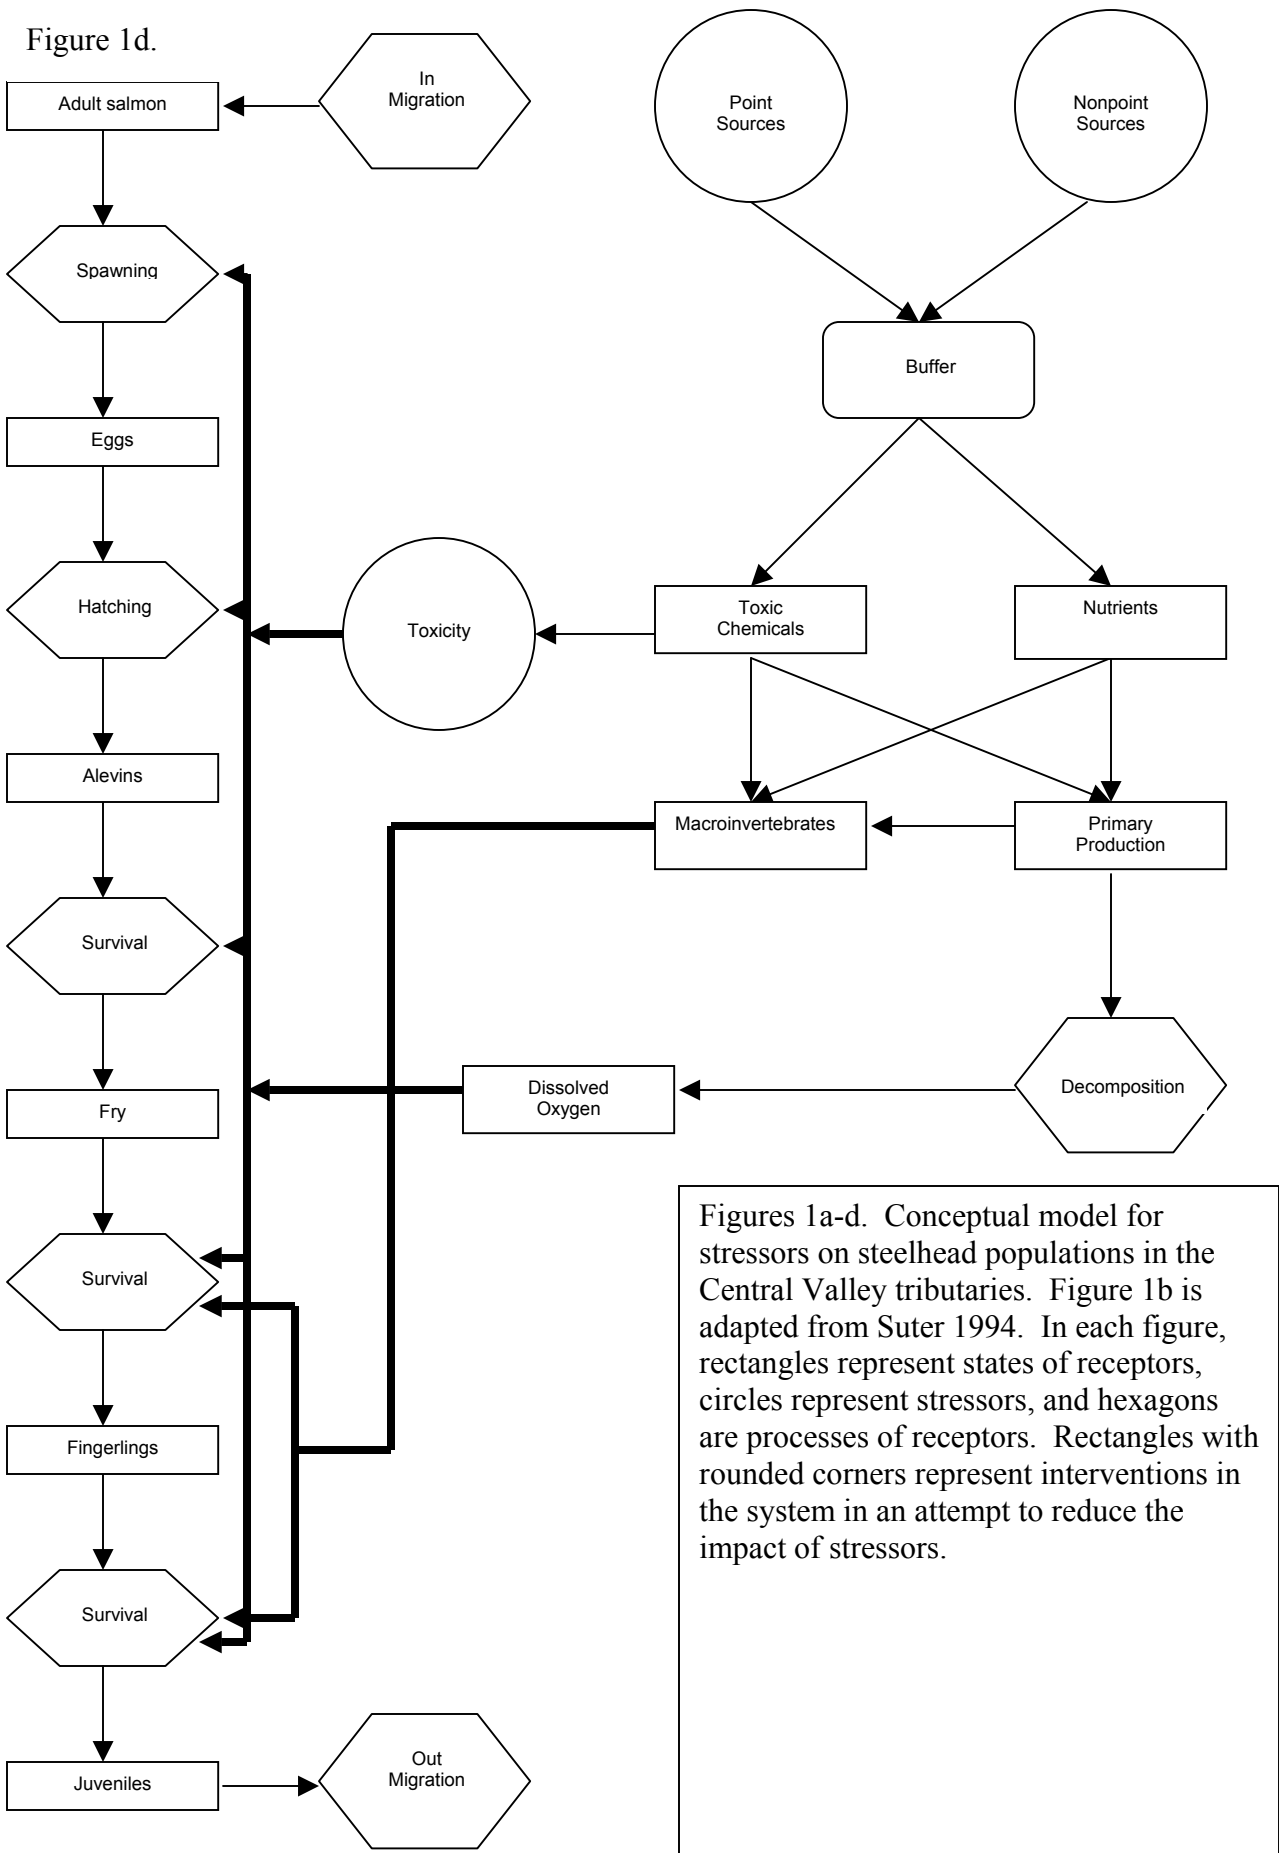 Figure 1d.
In
Migration
Adult salmon
Point
Sources
Nonpoint
Sources
Spawning
Buffer
Eggs
Hatching
Toxicity
Toxic
Chemicals
Nutrients
Alevins
Macroinvertebrates
Primary
Production
Survival
Fry
Dissolved
Oxygen
Decomposition
Survival
Fingerlings
Survival
Juveniles
Out
Migration
Figures 1a-d.  Conceptual model for
stressors on steelhead populations in the
Central Valley tributaries.  Figure 1b is
adapted from Suter 1994.  In each figure,
rectangles represent states of receptors,
circles represent stressors, and hexagons
are processes of receptors.  Rectangles with
rounded corners represent interventions in
the system in an attempt to reduce the
impact of stressors.